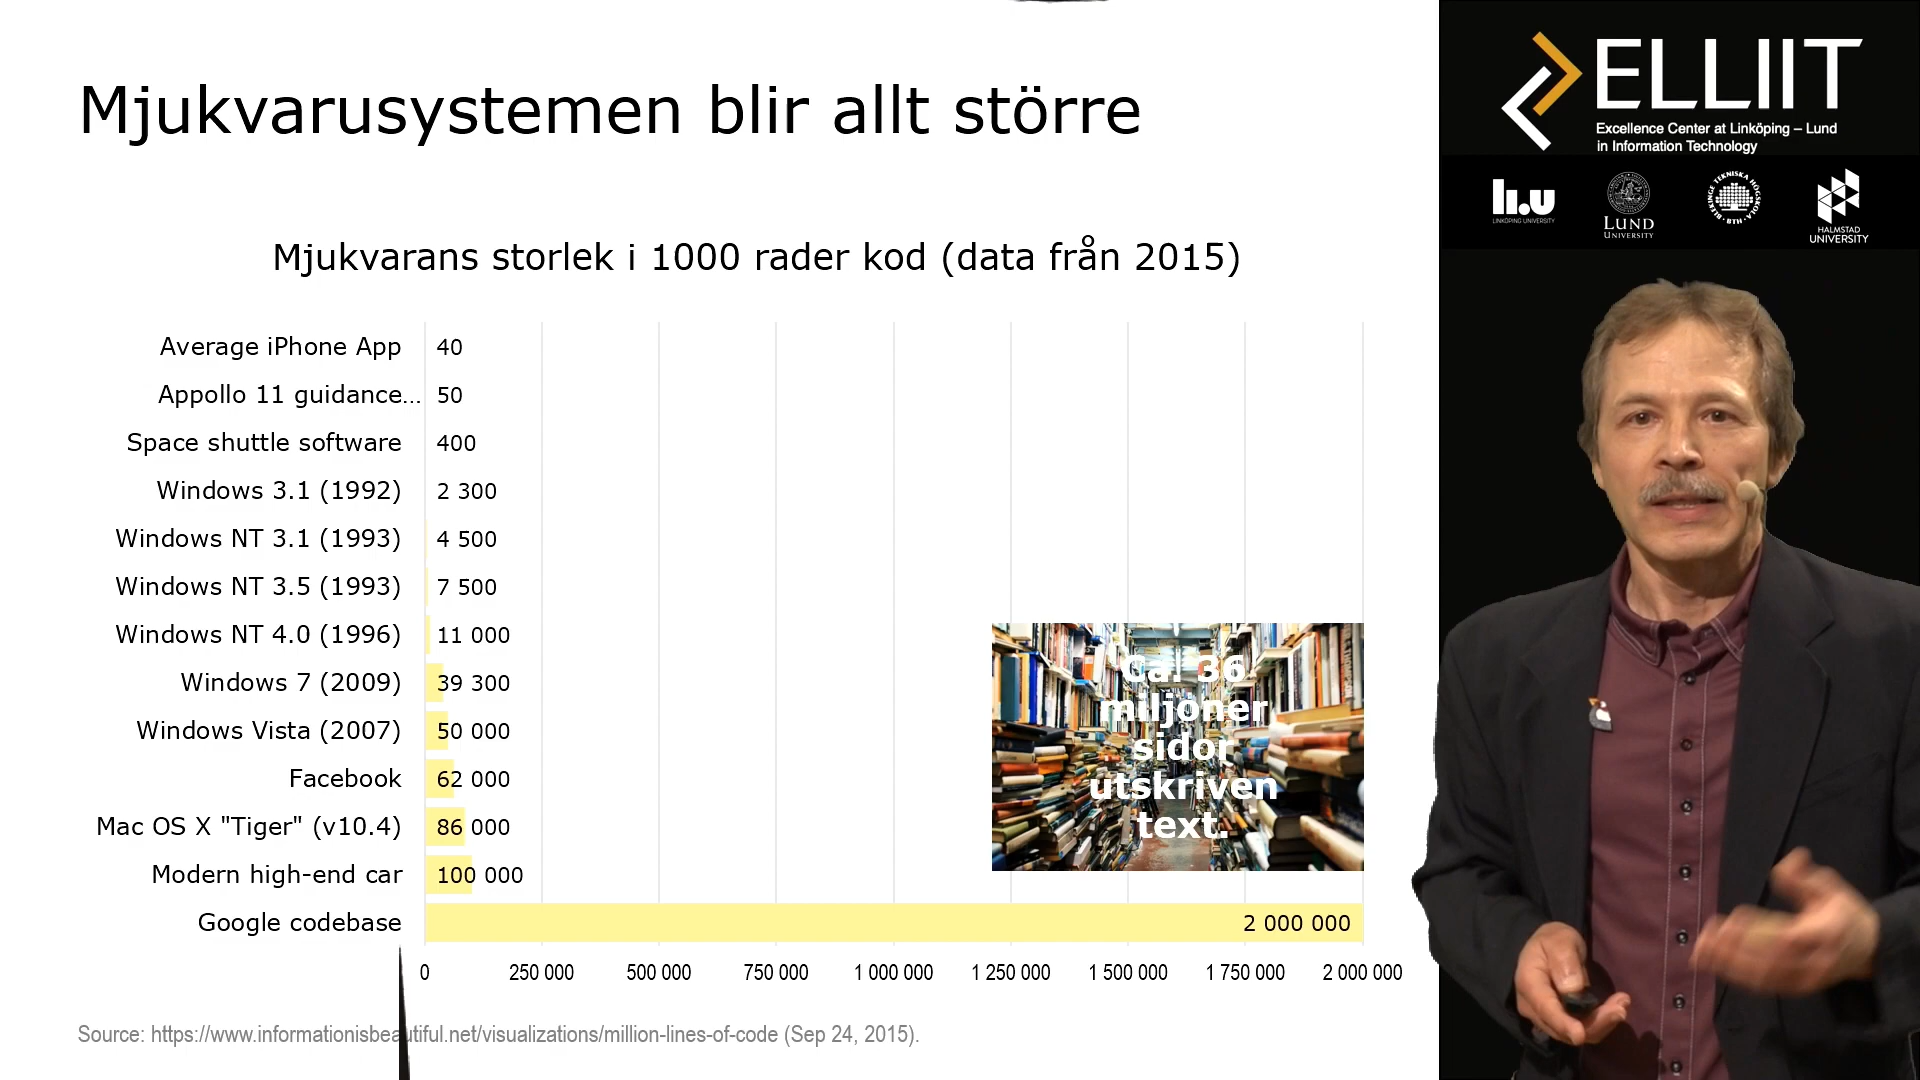 Mjukvarusystemen blir allt större
Mjukvarans storlek i 1000 rader kod (data från 2015)
Average iPhone App 40
Appollo 11 guidance... 50
Space shuttle software 400
Windows 3.1 (1992) 2 300
Windows NT 3.1 (1993) 4 500
Windows NT 3.5 (1993) 7 500
Windows NT 4.0 (1996) 11 000
Windows 7 (2009) 39 300
Windows Vista (2007) 50 000
Facebook 62 000
Mac OS X "Tiger" (v10.4) 86 000
Modern high-end car 100 000
Google codebase 2 000 000
0 250 000 500 000 750 000 1 000 000 1 250 000 1 500 000 1 750 000 2 000 000
Ca. 36
miljoner
sidor
utskriven
text.
Source: https://www.informationisbeautiful.net/visualizations/million-lines-of-code (Sep 24, 2015).
ELLIIT
Excellence Center at Linköping – Lund
in Information Technology
li.u
LINKÖPING UNIVERSITY
LUND
UNIVERSITY
BLEKINGE TEKNISKA HÖGSKOLA
· BTH ·
HALMSTAD
UNIVERSITY